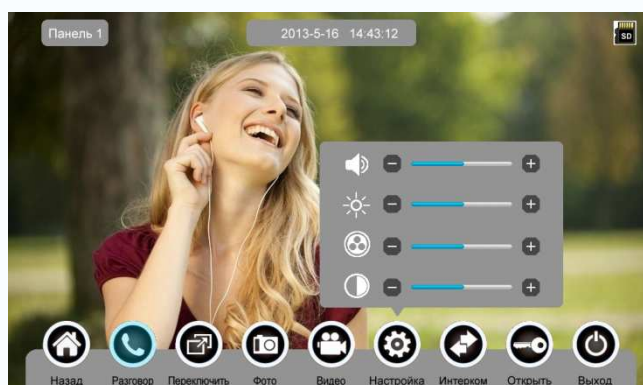 Панель 1
2013-5-16 14:43:12
SD
Назад Разговор Переключить Фото Видео Настройка Интерком Открыть Выход